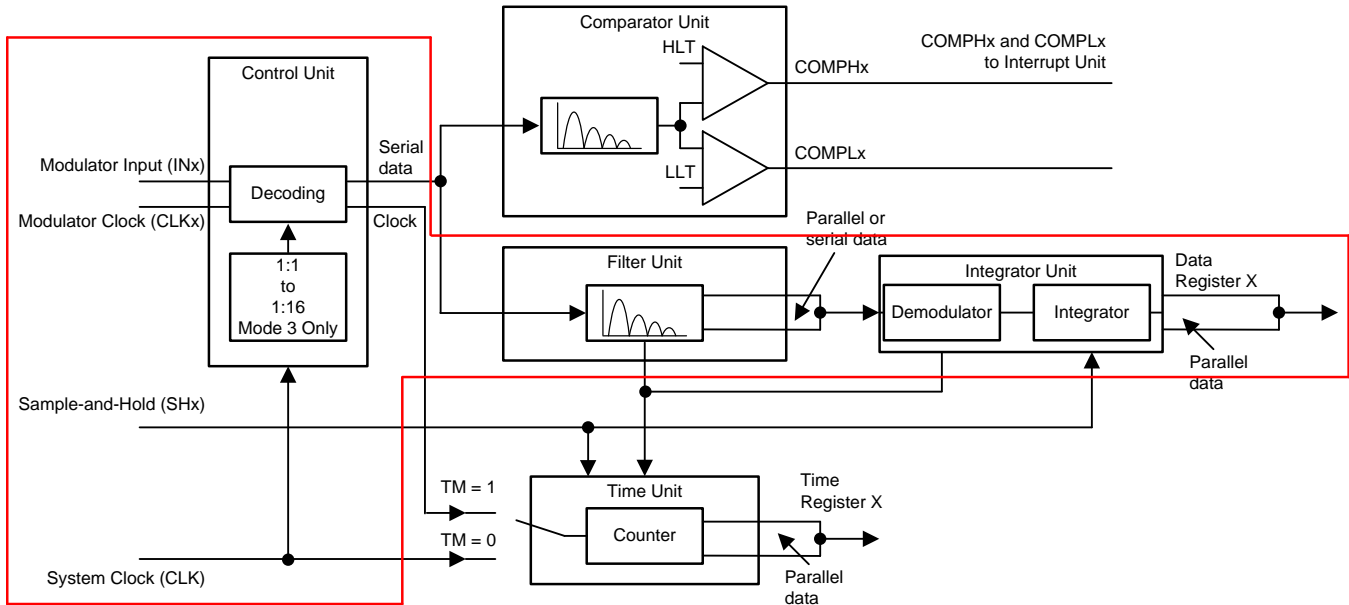 Comparator Unit
HLT
COMPHx
COMPHx and COMPLx
to Interrupt Unit
LLT
COMPLx
Control Unit
Modulator Input (INx)
Modulator Clock (CLKx)
Decoding
Serial
data
Clock
1:1
to
1:16
Mode 3 Only
Filter Unit
Parallel or
serial data
Integrator Unit
Demodulator
Integrator
Data
Register X
Parallel
data
Sample-and-Hold (SHx)
TM = 1
TM = 0
Time Unit
Counter
Time
Register X
Parallel
data
System Clock (CLK)